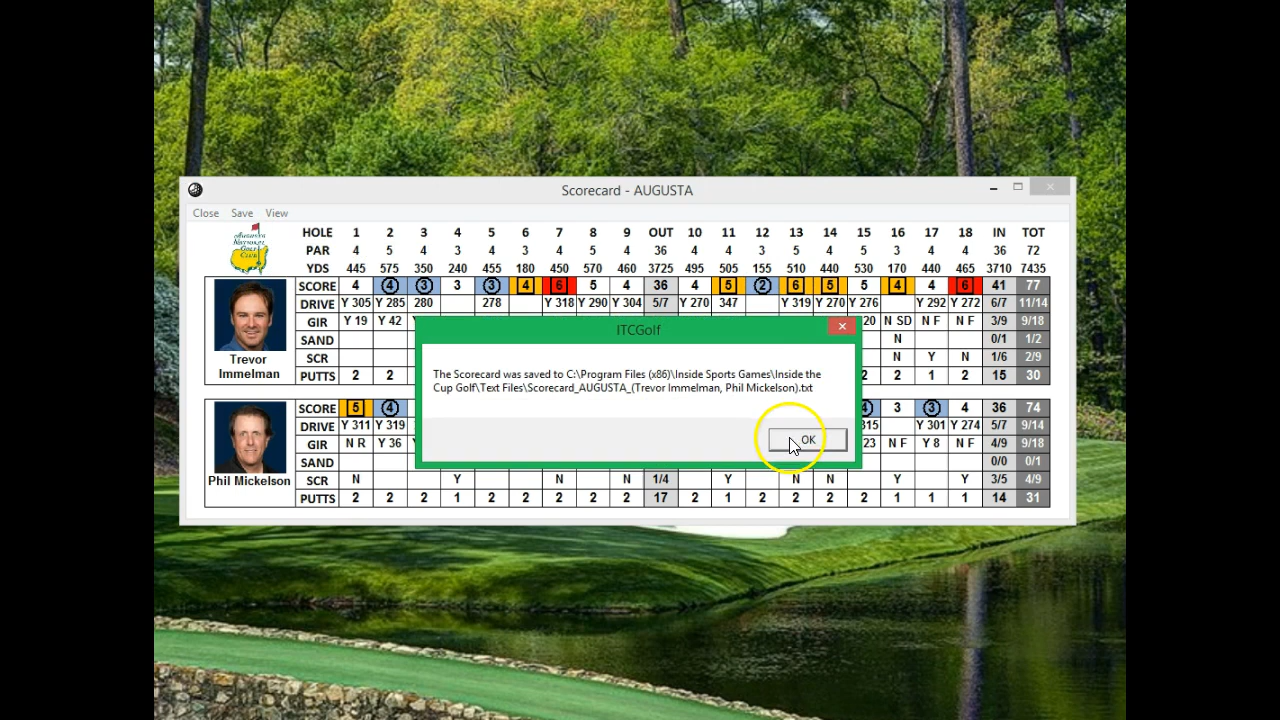 Scorecard - AUGUSTA
Close Save View
Augusta National Golf Club
HOLE 1 2 3 4 5 6 7 8 9 OUT 10 11 12 13 14 15 16 17 18 IN TOT
PAR 4 5 4 3 4 3 4 5 4 36 4 4 3 5 4 5 3 4 4 36 72
YDS 445 575 350 240 455 180 450 570 460 3725 495 505 155 510 440 530 170 440 465 3710 7435
SCORE 4 4 3 3 3 4 6 5 4 36 4 5 2 6 5 5 4 4 6 41 77
DRIVE Y 305 Y 285 280 278 Y 318 Y 290 Y 304 5/7 Y 270 347 Y 319 Y 270 Y 276 Y 292 Y 272 6/7 11/14
GIR Y 19 Y 42 20 N SD N F N F 3/9 9/18
SAND N 0/1 1/2
SCR N Y N 1/6 2/9
PUTTS 2 2 2 2 1 2 15 30
Trevor
Immelman
ITCGolf
The Scorecard was saved to C:\Program Files (x86)\Inside Sports Games\Inside the
Cup Golf\Text Files\Scorecard_AUGUSTA_(Trevor Immelman, Phil Mickelson).txt
OK
SCORE 5 4 4 3 3 4 36 74
DRIVE Y 311 Y 319 315 Y 301 Y 274 5/7 9/14
GIR N R Y 36 23 N F Y 8 N F 4/9 9/18
SAND 0/0 0/1
SCR N Y N N 1/4 Y N N Y Y 3/5 4/9
PUTTS 2 2 2 1 2 2 2 2 2 17 2 1 2 2 2 2 1 1 1 14 31
Phil Mickelson